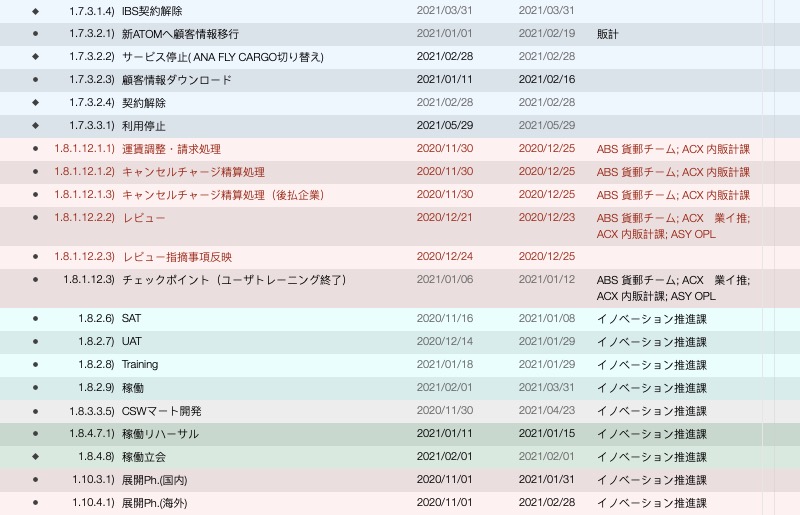 ◆ 1.7.3.1.4) IBS契約解除 2021/03/31 2021/03/31
● 1.7.3.2.1) 新ATOMへ顧客情報移行 2021/01/01 2021/02/19 販計
◆ 1.7.3.2.2) サービス停止( ANA FLY CARGO切り替え) 2021/02/28 2021/02/28
● 1.7.3.2.3) 顧客情報ダウンロード 2021/01/11 2021/02/16
◆ 1.7.3.2.4) 契約解除 2021/02/28 2021/02/28
◆ 1.7.3.3.1) 利用停止 2021/05/29 2021/05/29
● 1.8.1.12.1.1) 運賃調整・請求処理 2020/11/30 2020/12/25 ABS 貨郵チーム; ACX 内販計課
● 1.8.1.12.1.2) キャンセルチャージ精算処理 2020/11/30 2020/12/25 ABS 貨郵チーム; ACX 内販計課
● 1.8.1.12.1.3) キャンセルチャージ精算処理（後払企業） 2020/11/30 2020/12/25 ABS 貨郵チーム; ACX 内販計課
● 1.8.1.12.2.2) レビュー 2020/12/21 2020/12/23 ABS 貨郵チーム; ACX　業イ推;
ACX 内販計課; ASY OPL
● 1.8.1.12.2.3) レビュー指摘事項反映 2020/12/24 2020/12/25
● 1.8.1.12.3) チェックポイント（ユーザトレーニング終了） 2021/01/06 2021/01/12 ABS 貨郵チーム; ACX　業イ推;
ACX 内販計課; ASY OPL
● 1.8.2.6) SAT 2020/11/16 2021/01/08 イノベーション推進課
● 1.8.2.7) UAT 2020/12/14 2021/01/29 イノベーション推進課
● 1.8.2.8) Training 2021/01/18 2021/01/29 イノベーション推進課
● 1.8.2.9) 稼働 2021/02/01 2021/03/31 イノベーション推進課
● 1.8.3.3.5) CSWマート開発 2020/11/30 2021/04/23 イノベーション推進課
● 1.8.4.7.1) 稼働リハーサル 2021/01/11 2021/01/15 イノベーション推進課
◆ 1.8.4.8) 稼働立会 2021/02/01 2021/02/01 イノベーション推進課
● 1.10.3.1) 展開Ph.(国内) 2020/11/01 2021/01/31 イノベーション推進課
● 1.10.4.1) 展開Ph.(海外) 2020/11/01 2021/02/28 イノベーション推進課